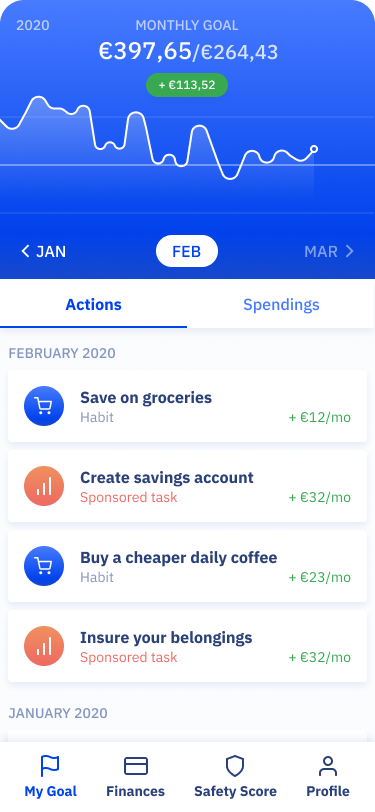 2020
MONTHLY GOAL
€397,65/€264,43
+ €113,52
JAN
FEB
MAR
Actions
Spendings
FEBRUARY 2020
Save on groceries
Habit
+ €12/mo
Create savings account
Sponsored task
+ €32/mo
Buy a cheaper daily coffee
Habit
+ €23/mo
Insure your belongings
Sponsored task
+ €32/mo
JANUARY 2020
My Goal
Finances
Safety Score
Profile